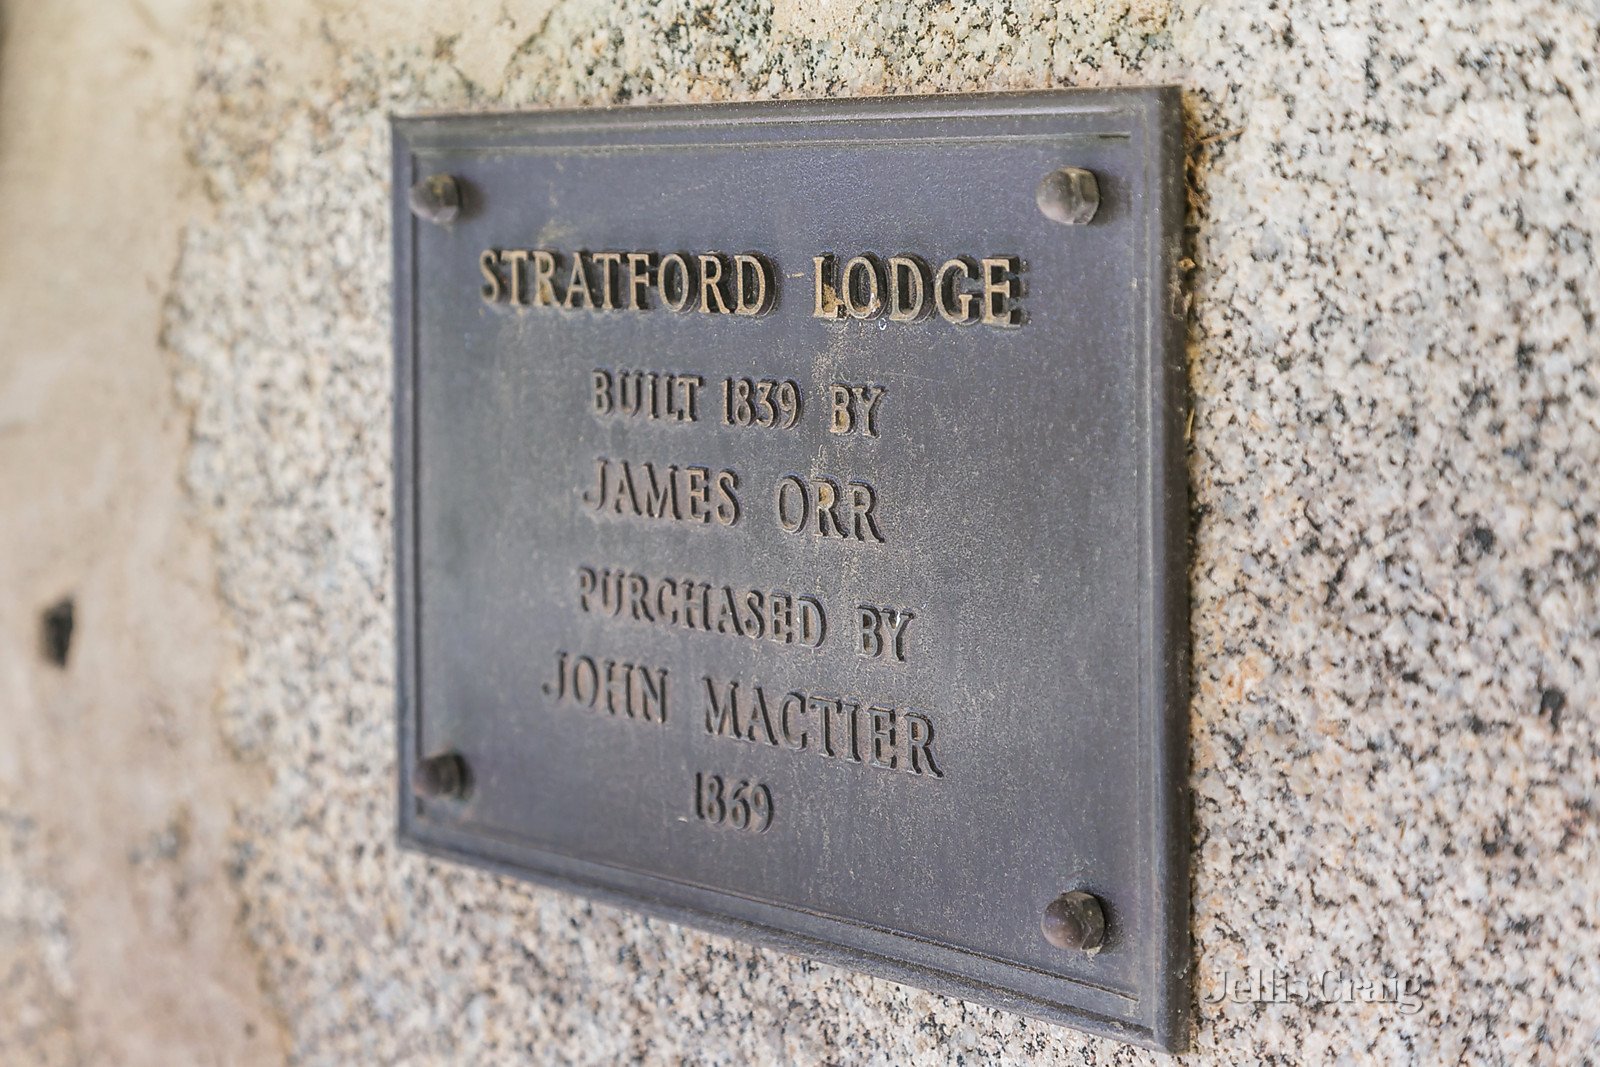 STRATFORD LODGE
BUILT 1839 BY
JAMES ORR
PURCHASED BY
JOHN MACTIER
1869
Jellis Craig